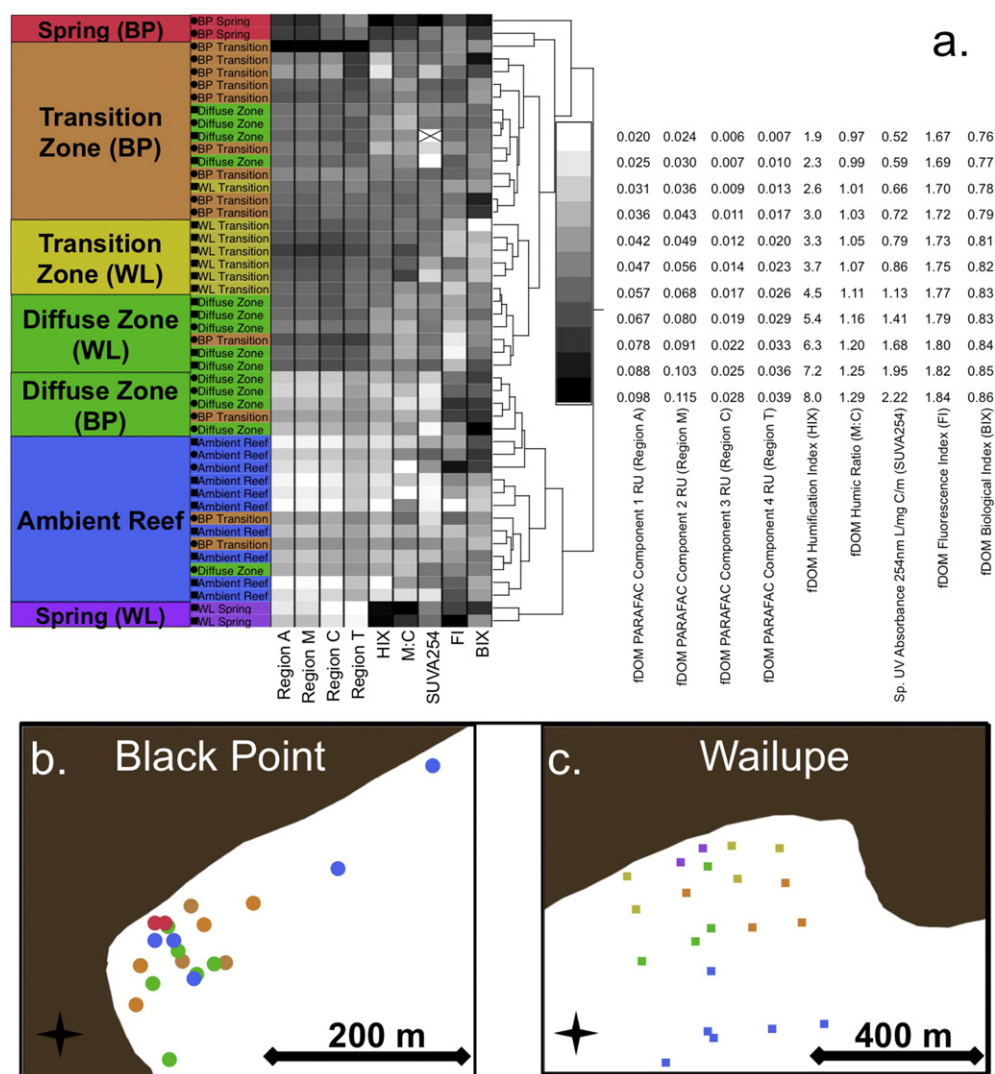 a.
Spring (BP)
Transition
Zone (BP)
Transition
Zone (WL)
Diffuse Zone
(WL)
Diffuse Zone
(BP)
Ambient Reef
Spring (WL)
BP Spring
BP Spring
BP Transition
BP Transition
BP Transition
BP Transition
BP Transition
Diffuse Zone
Diffuse Zone
Diffuse Zone
BP Transition
Diffuse Zone
BP Transition
WL Transition
BP Transition
BP Transition
WL Transition
WL Transition
WL Transition
WL Transition
WL Transition
WL Transition
Diffuse Zone
Diffuse Zone
Diffuse Zone
BP Transition
Diffuse Zone
Diffuse Zone
Diffuse Zone
Diffuse Zone
Diffuse Zone
BP Transition
Diffuse Zone
Ambient Reef
Ambient Reef
Ambient Reef
Ambient Reef
Ambient Reef
Ambient Reef
BP Transition
Ambient Reef
BP Transition
Ambient Reef
Diffuse Zone
Ambient Reef
Ambient Reef
WL Spring
WL Spring
Region A
Region M
Region C
Region T
HIX
M:C
SUVA254
FI
BIX
0.020 0.024 0.006 0.007 1.9 0.97 0.52 1.67 0.76
0.025 0.030 0.007 0.010 2.3 0.99 0.59 1.69 0.77
0.031 0.036 0.009 0.013 2.6 1.01 0.66 1.70 0.78
0.036 0.043 0.011 0.017 3.0 1.03 0.72 1.72 0.79
0.042 0.049 0.012 0.020 3.3 1.05 0.79 1.73 0.81
0.047 0.056 0.014 0.023 3.7 1.07 0.86 1.75 0.82
0.057 0.068 0.017 0.026 4.5 1.11 1.13 1.77 0.83
0.067 0.080 0.019 0.029 5.4 1.16 1.41 1.79 0.83
0.078 0.091 0.022 0.033 6.3 1.20 1.68 1.80 0.84
0.088 0.103 0.025 0.036 7.2 1.25 1.95 1.82 0.85
0.098 0.115 0.028 0.039 8.0 1.29 2.22 1.84 0.86
fDOM PARAFAC Component 1 RU (Region A)
fDOM PARAFAC Component 2 RU (Region M)
fDOM PARAFAC Component 3 RU (Region C)
fDOM PARAFAC Component 4 RU (Region T)
fDOM Humification Index (HIX)
fDOM Humic Ratio (M:C)
Sp. UV Absorbance 254nm L/mg C/m (SUVA254)
fDOM Fluorescence Index (FI)
fDOM Biological Index (BIX)
b. Black Point
200 m
c. Wailupe
400 m